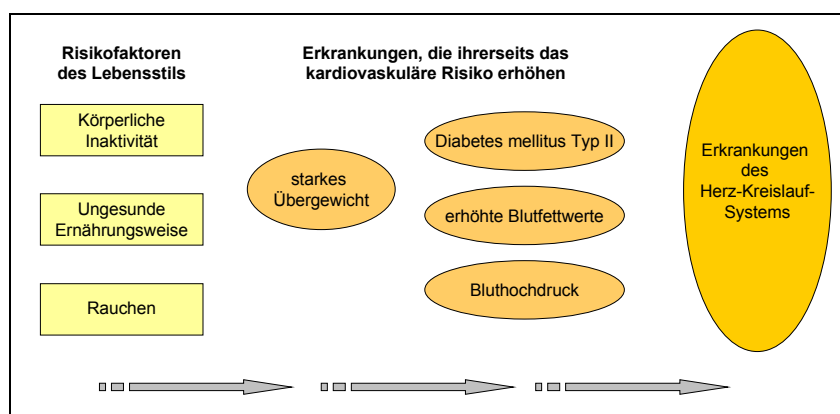 Risikofaktoren
des Lebensstils
Erkrankungen, die ihrerseits das
kardiovaskuläre Risiko erhöhen
Körperliche
Inaktivität
Ungesunde
Ernährungsweise
Rauchen
starkes
Übergewicht
Diabetes mellitus Typ II
erhöhte Blutfettwerte
Bluthochdruck
Erkrankungen
des
Herz-Kreislauf-
Systems